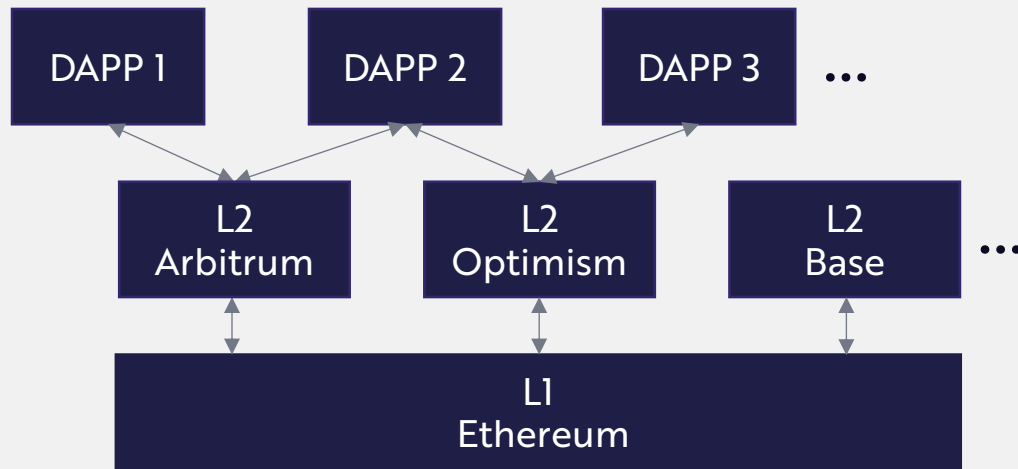 DAPP 1
DAPP 2
DAPP 3
...
L2
Arbitrum
L2
Optimism
L2
Base
...
L1
Ethereum